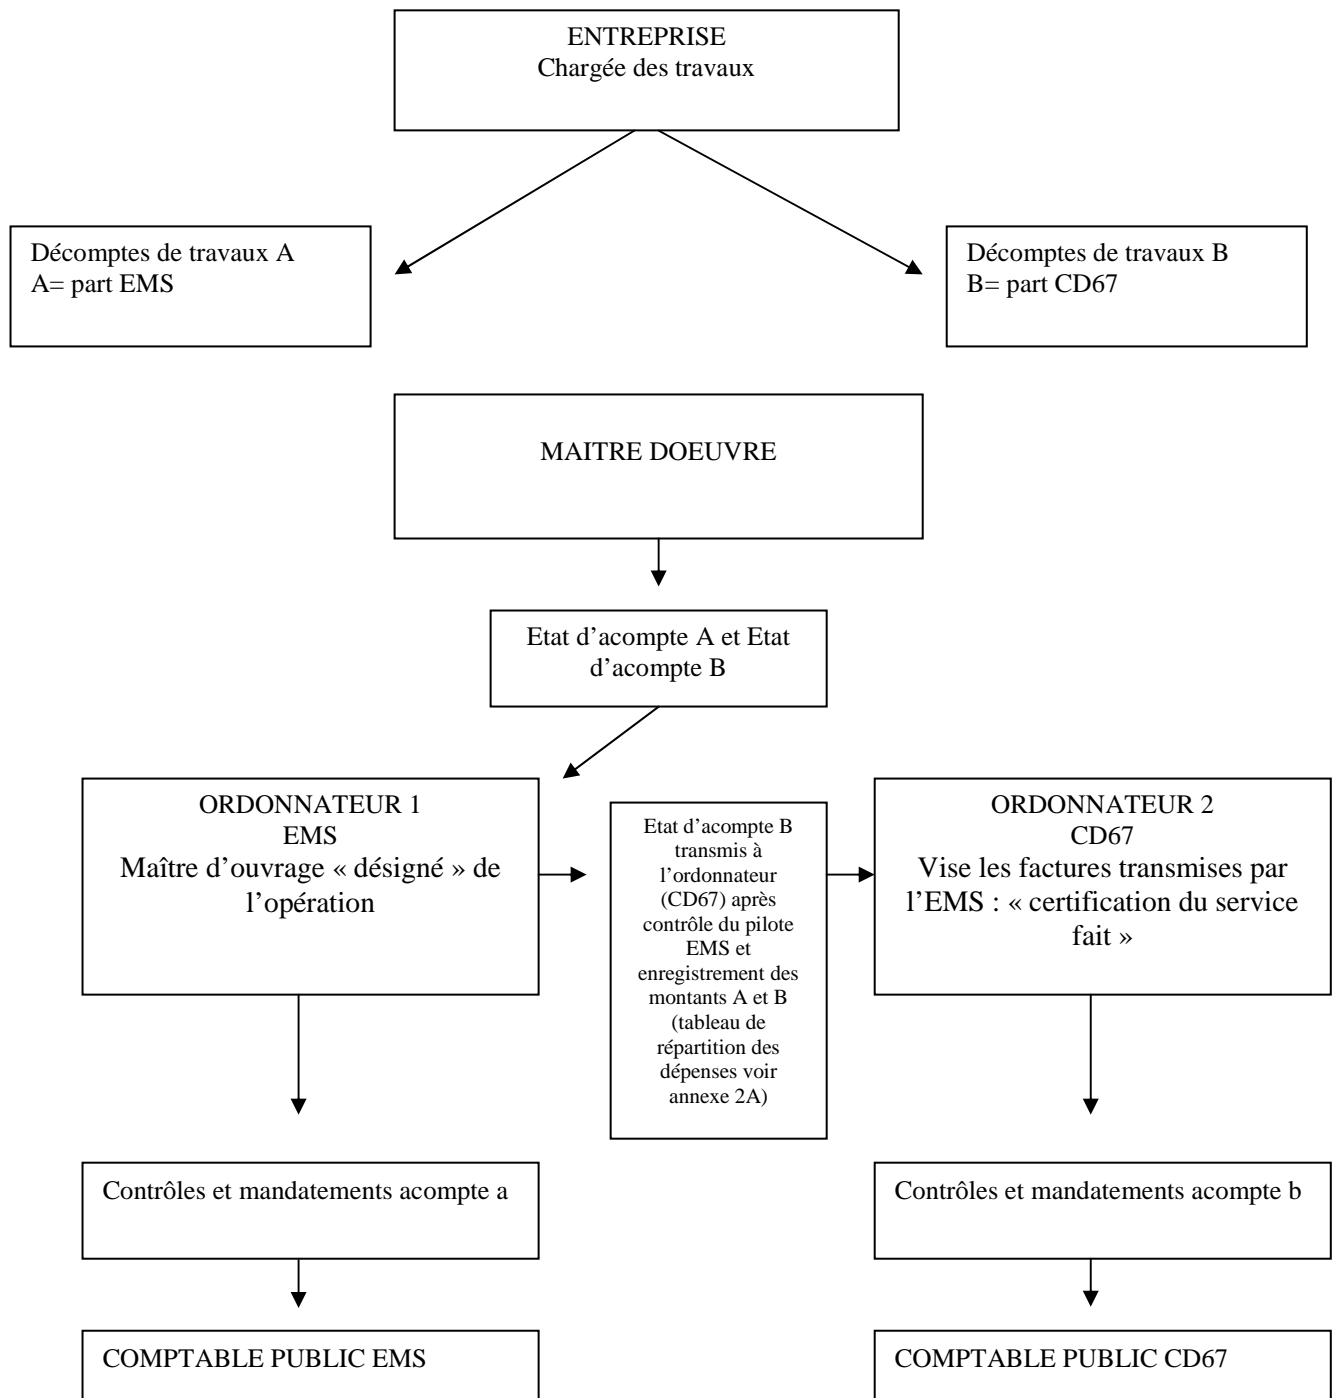 ENTREPRISE
Chargée des travaux
Décomptes de travaux A
A= part EMS
Décomptes de travaux B
B= part CD67
MAITRE DOEUVRE
Etat d’acompte A et Etat
d’acompte B
ORDONNATEUR 1
EMS
Maître d’ouvrage « désigné » de
l’opération
Etat d’acompte B
transmis à
l’ordonnateur
(CD67) après
contrôle du pilote
EMS et
enregistrement des
montants A et B
(tableau de
répartition des
dépenses voir
annexe 2A)
ORDONNATEUR 2
CD67
Vise les factures transmises par
l’EMS : « certification du service
fait »
Contrôles et mandatements acompte a
Contrôles et mandatements acompte b
COMPTABLE PUBLIC EMS
COMPTABLE PUBLIC CD67